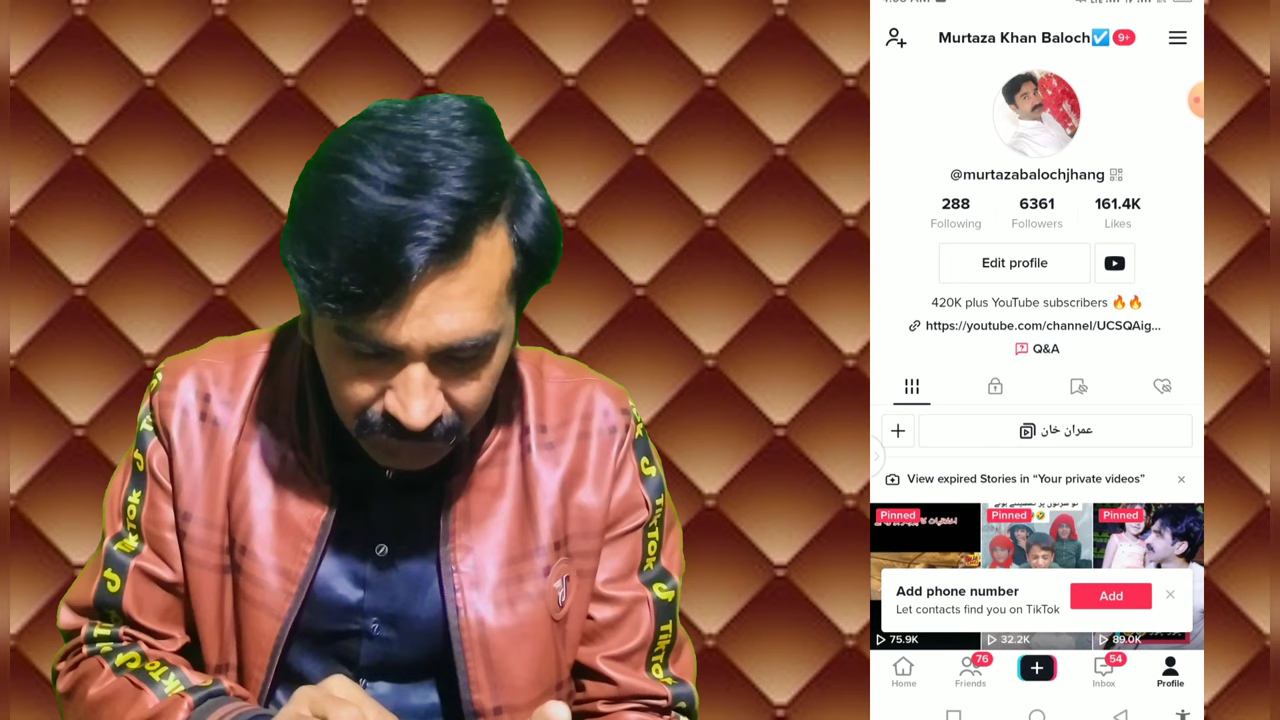 Murtaza Khan Baloch☑️ 9+
@murtazabalochjhang
288 6361 161.4K
Following Followers Likes
Edit profile
420K plus YouTube subscribers 🔥🔥
https://youtube.com/channel/UCSQAig...
Q&A
عمران خان
View expired Stories in “Your private videos”
Pinned Pinned Pinned
Add phone number
Let contacts find you on TikTok
Add
75.9K 32.2K 89.0K
76 54
Home Friends Inbox Profile
TikTok
TikTok
TikTok
TikTok
TikTok